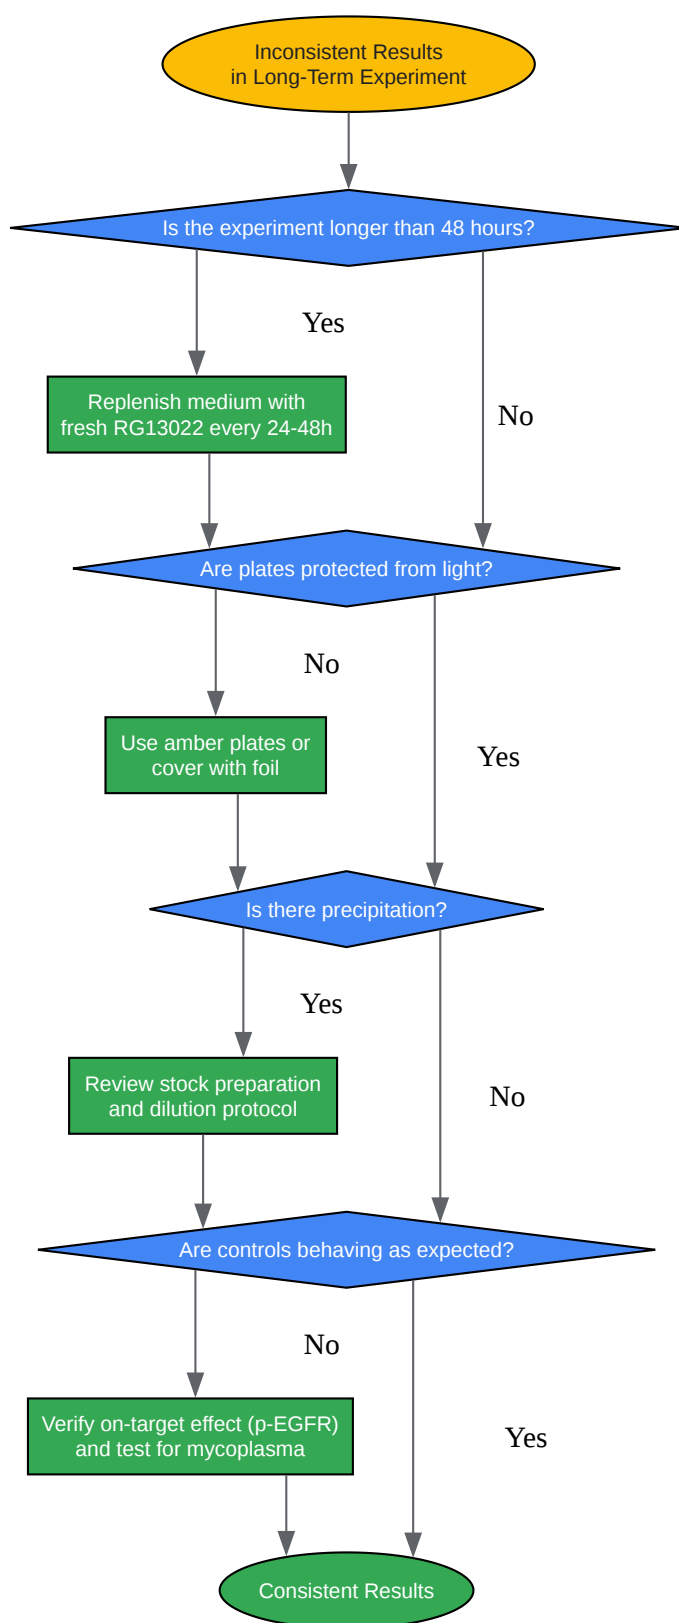 Inconsistent Results
in Long-Term Experiment
Is the experiment longer than 48 hours?
Yes
Replenish medium with
fresh RG13022 every 24-48h
No
Are plates protected from light?
No
Use amber plates or
cover with foil
Yes
Is there precipitation?
Yes
Review stock preparation
and dilution protocol
No
Are controls behaving as expected?
No
Verify on-target effect (p-EGFR)
and test for mycoplasma
Yes
Consistent Results